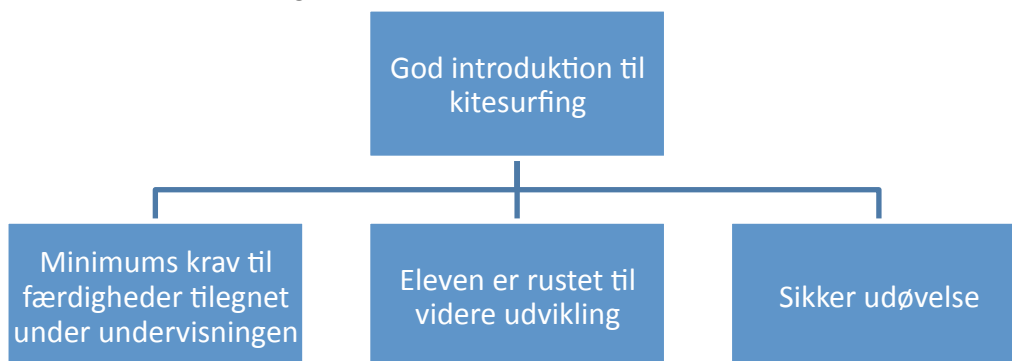 God introduktion til
kitesurfing
Minimums krav til
færdigheder tilegnet
under undervisningen
Eleven er rustet til
videre udvikling
Sikker udøvelse